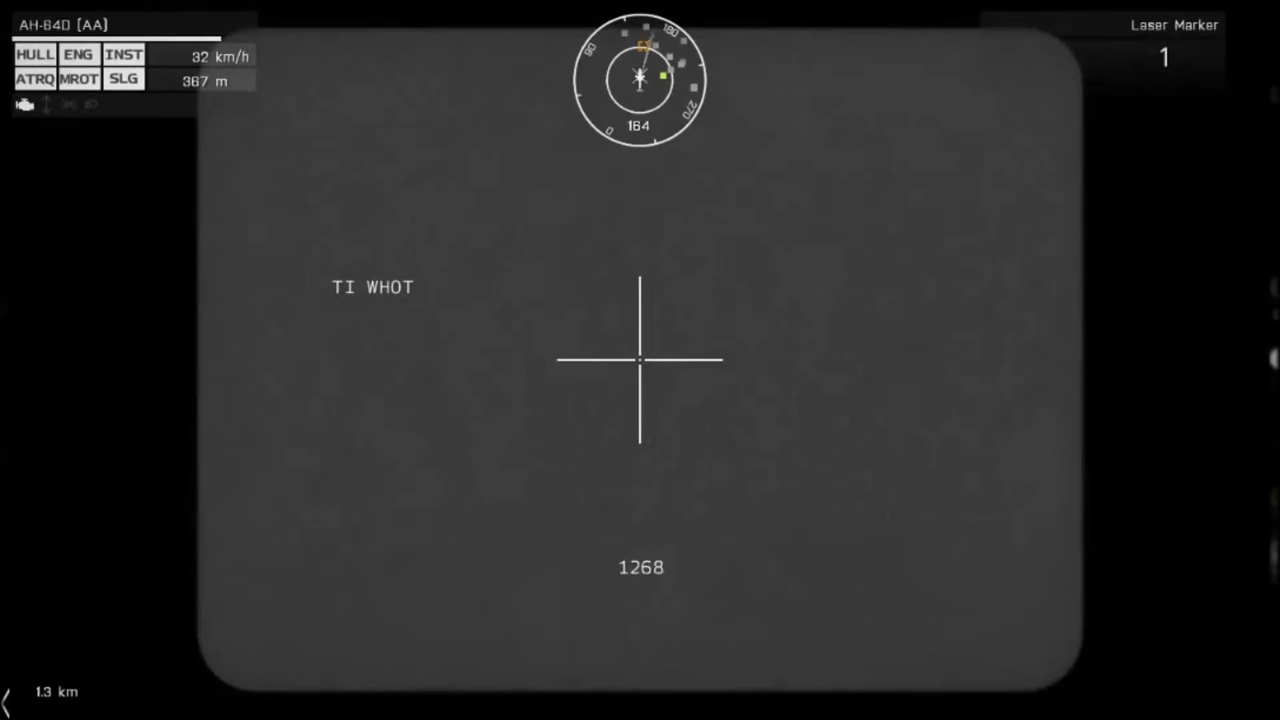 AH-64D [AA]
HULL ENG INST 32 km/h
ATRQ MROT SLG 367 m
90
180
270
0
164
Laser Marker
1
TI WHOT
1268
1.3 km